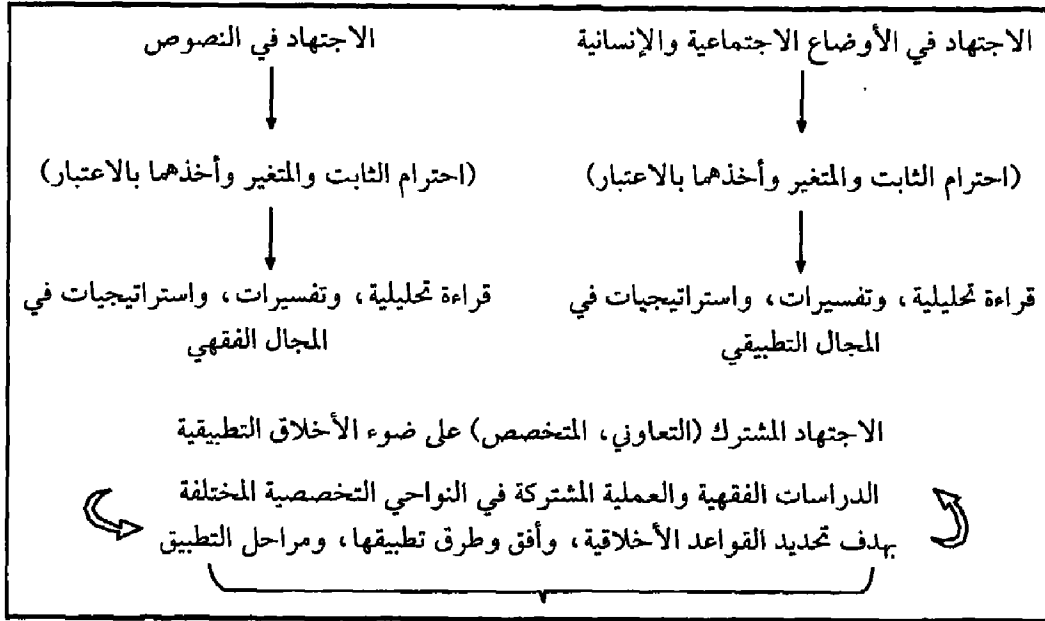 الاجتهاد في الأوضاع الاجتماعية والإنسانية
الاجتهاد في النصوص
(احترام الثابت والمتغير وأخذهما بالاعتبار)
(احترام الثابت والمتغير وأخذهما بالاعتبار)
قراءة تحليلية، وتفسيرات، واستراتيجيات في
المجال التطبيقي
قراءة تحليلية، وتفسيرات، واستراتيجيات في
المجال الفقهي
الاجتهاد المشترك (التعاوني، المتخصص) على ضوء الأخلاق التطبيقية
الدراسات الفقهية والعملية المشتركة في النواحي التخصصية المختلفة
بهدف تحديد القواعد الأخلاقية، وأفق وطرق تطبيقها، ومراحل التطبيق